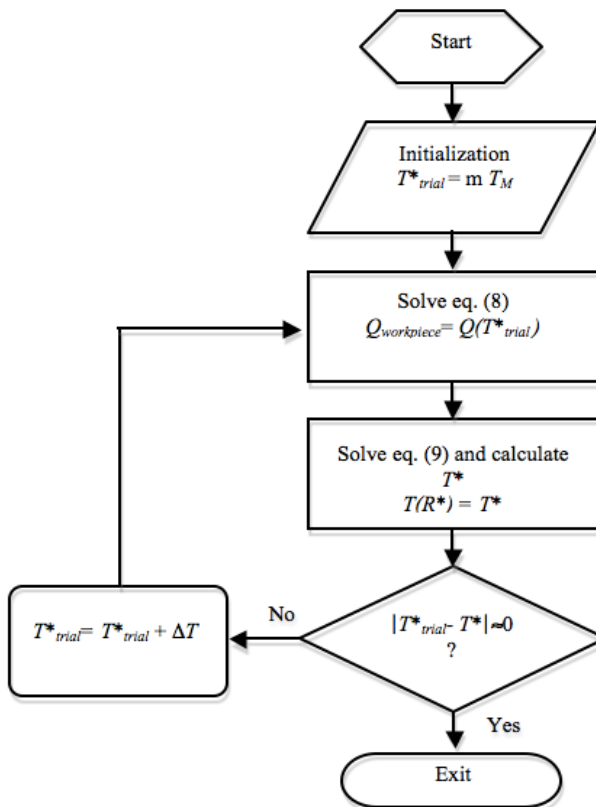 Start
Initialization
T*trial = m TM
Solve eq. (8)
Qworkpiece= Q(T*trial)
Solve eq. (9) and calculate
T*
T(R*) = T*
|T*trial- T*|≈0
?
No
T*trial= T*trial + ΔT
Yes
Exit